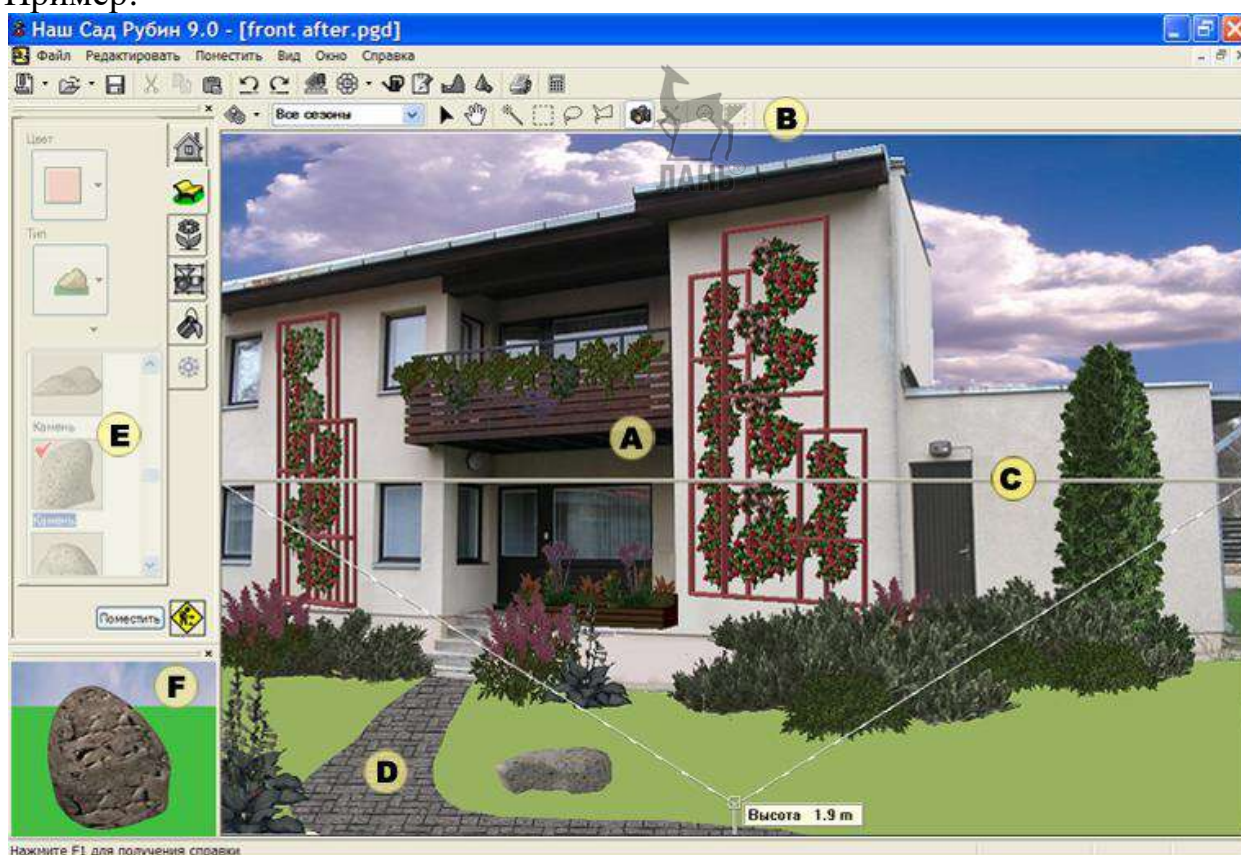 Пример:
Наш Сад Рубин 9.0 - [front after.pgd]
Файл Редактировать Поместить Вид Окно Справка
Все сезоны
B
ЛАНЬ®
Цвет
Тип
Камень
E
Камень
Поместить
F
A
C
D
Высота 1.9 m
Нажмите F1 для получения справки